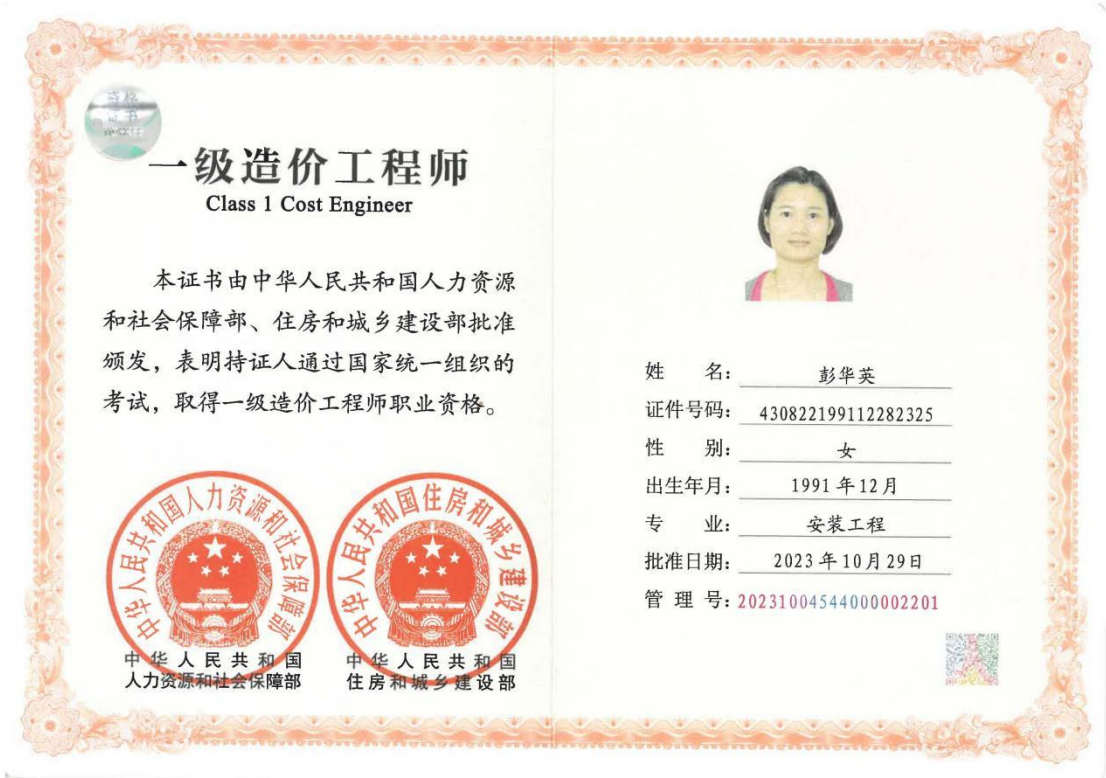 资格
证书
一级造价工程师
Class 1 Cost Engineer
本证书由中华人民共和国人力资源
和社会保障部、住房和城乡建设部批准
颁发，表明持证人通过国家统一组织的
考试，取得一级造价工程师职业资格。
中华人民共和国人力资源和社会保障部
中华人民共和国住房和城乡建设部
中华人民共和国
人力资源和社会保障部
中华人民共和国
住房和城乡建设部
姓 名：彭华英
证件号码：430822199112282325
性 别：女
出生年月：1991年12月
专 业：安装工程
批准日期：2023年10月29日
管 理 号：20231004544000002201